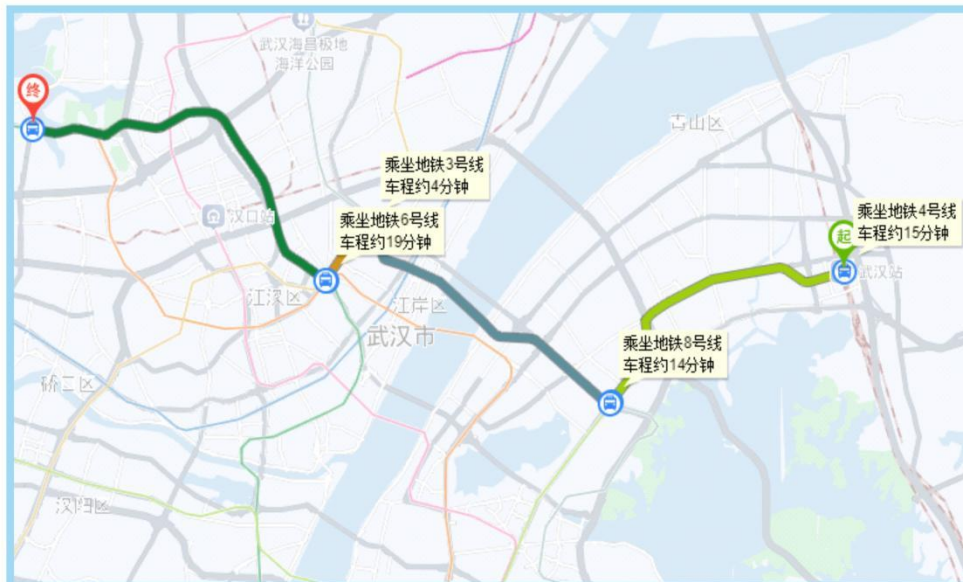 武汉海昌极地
海洋公园
终
青山区
乘坐地铁3号线
车程约4分钟
乘坐地铁4号线
车程约15分钟
汉口站
乘坐地铁6号线
车程约19分钟
起
武汉站
江汉区
江岸区
武汉市
乘坐地铁8号线
车程约14分钟
硚口区
汉阳区